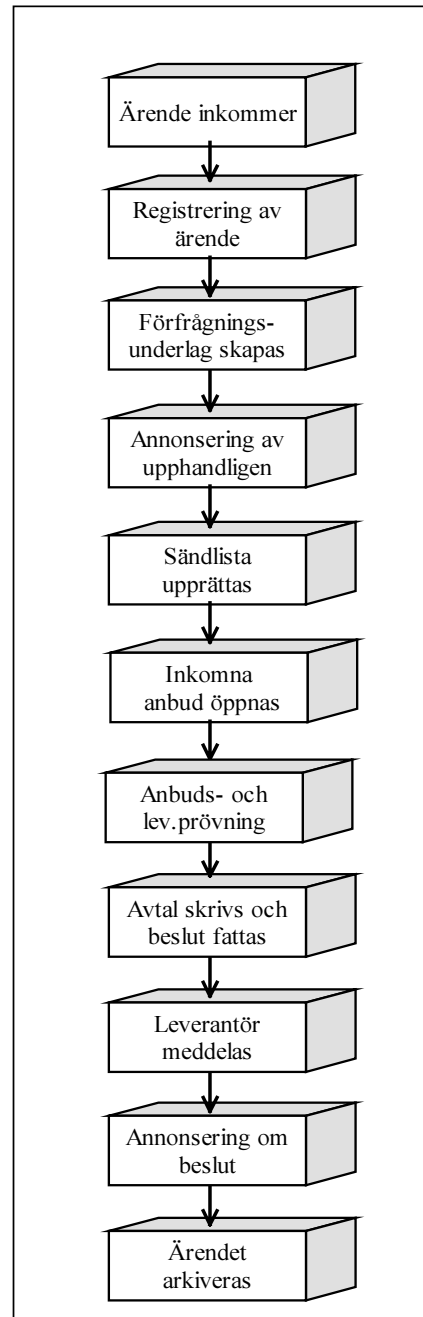 Ärende inkommer
Registrering av
ärende
Förfrågnings-
underlag skapas
Annonsering av
upphandligen
Sändlista
upprättas
Inkomna
anbud öppnas
Anbuds- och
lev.prövning
Avtal skrivs och
beslut fattas
Leverantör
meddelas
Annonsering om
beslut
Ärendet
arkiveras